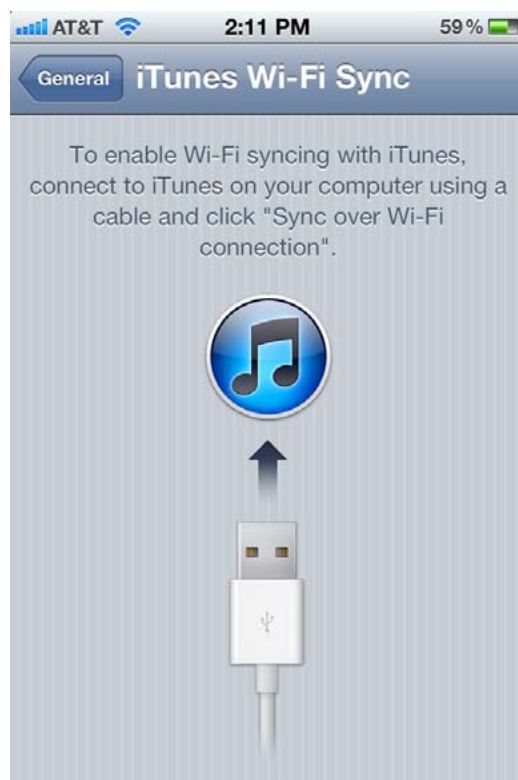 AT&T 2:11 PM 59%
General iTunes Wi-Fi Sync
To enable Wi-Fi syncing with iTunes,
connect to iTunes on your computer using a
cable and click "Sync over Wi-Fi
connection".